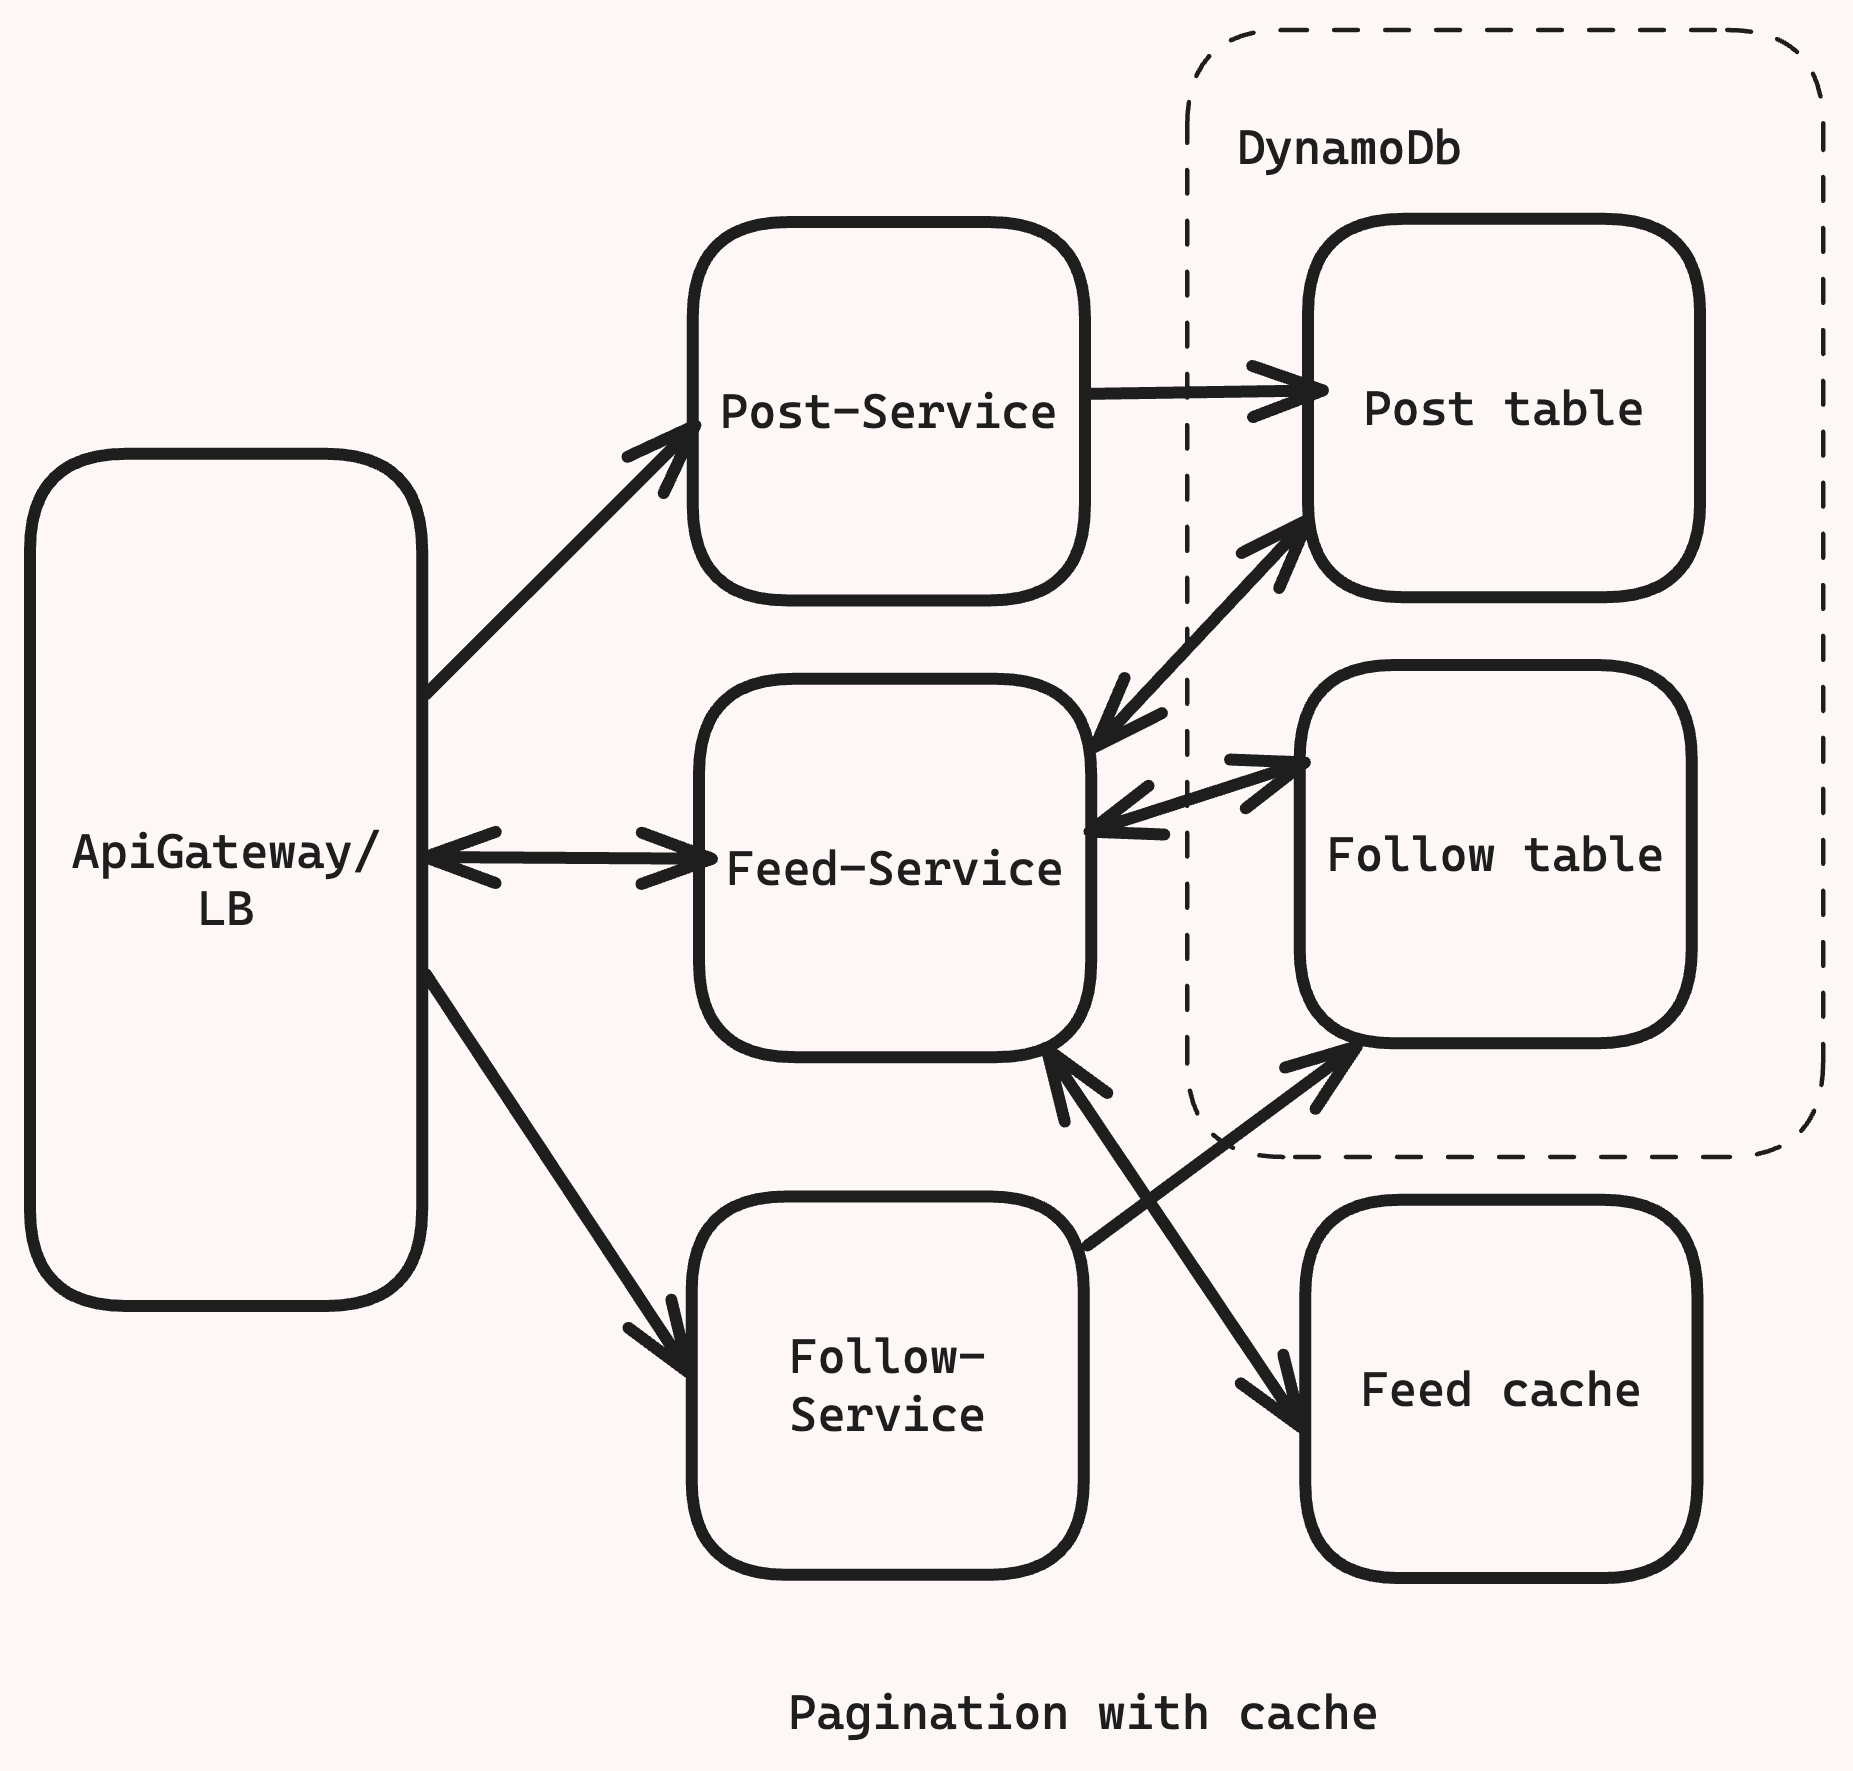 DynamoDb
Post-Service
Post table
ApiGateway/
LB
Feed-Service
Follow table
Follow-
Service
Feed cache
Pagination with cache